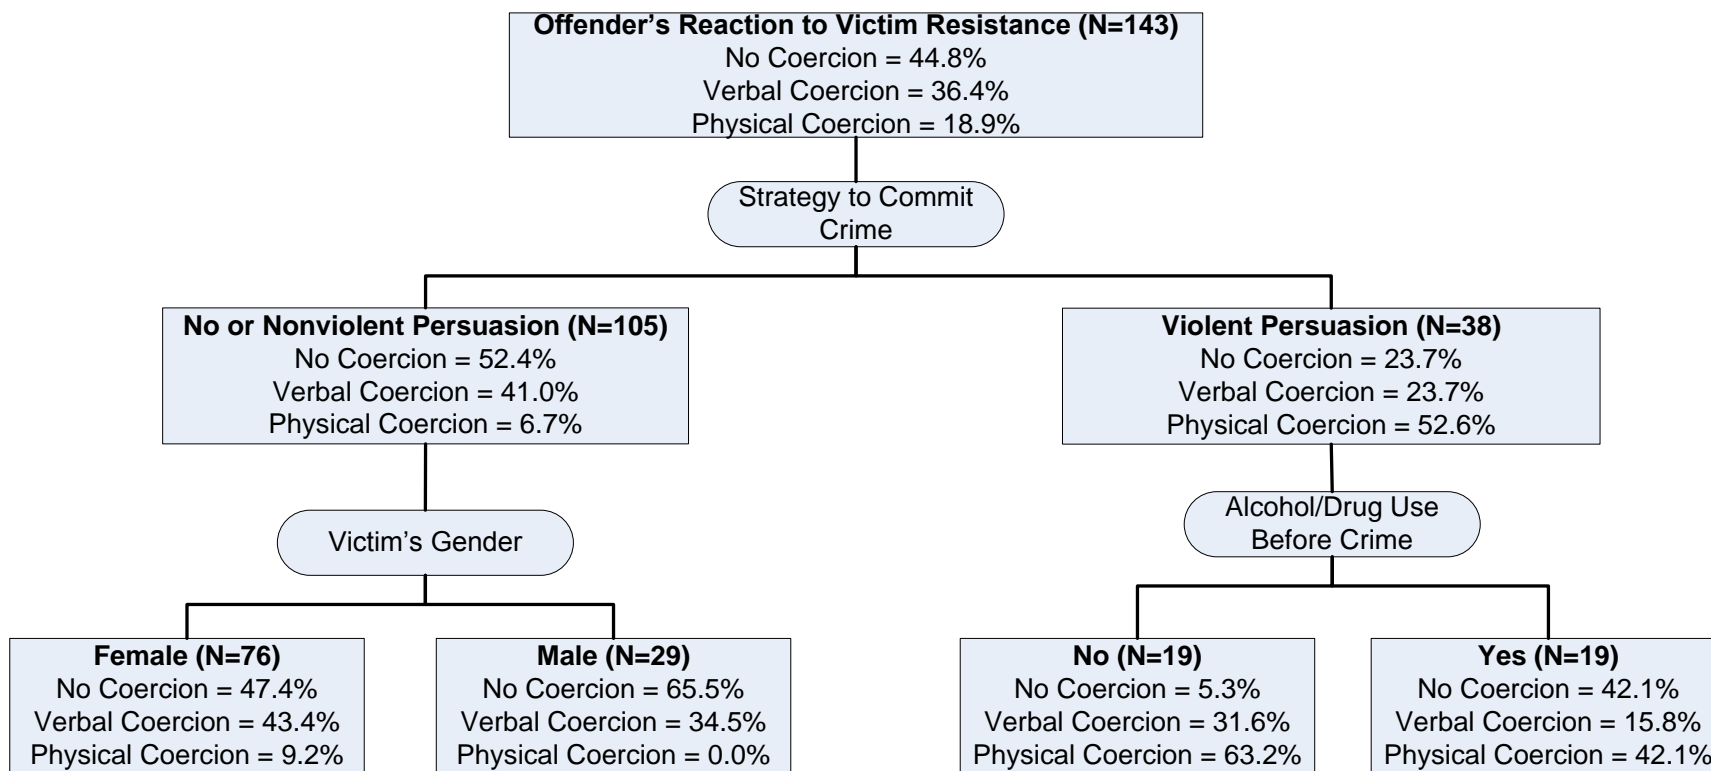 Offender's Reaction to Victim Resistance (N=143)
No Coercion = 44.8%
Verbal Coercion = 36.4%
Physical Coercion = 18.9%
Strategy to Commit
Crime
No or Nonviolent Persuasion (N=105)
No Coercion = 52.4%
Verbal Coercion = 41.0%
Physical Coercion = 6.7%
Violent Persuasion (N=38)
No Coercion = 23.7%
Verbal Coercion = 23.7%
Physical Coercion = 52.6%
Victim's Gender
Alcohol/Drug Use
Before Crime
Female (N=76)
No Coercion = 47.4%
Verbal Coercion = 43.4%
Physical Coercion = 9.2%
Male (N=29)
No Coercion = 65.5%
Verbal Coercion = 34.5%
Physical Coercion = 0.0%
No (N=19)
No Coercion = 5.3%
Verbal Coercion = 31.6%
Physical Coercion = 63.2%
Yes (N=19)
No Coercion = 42.1%
Verbal Coercion = 15.8%
Physical Coercion = 42.1%